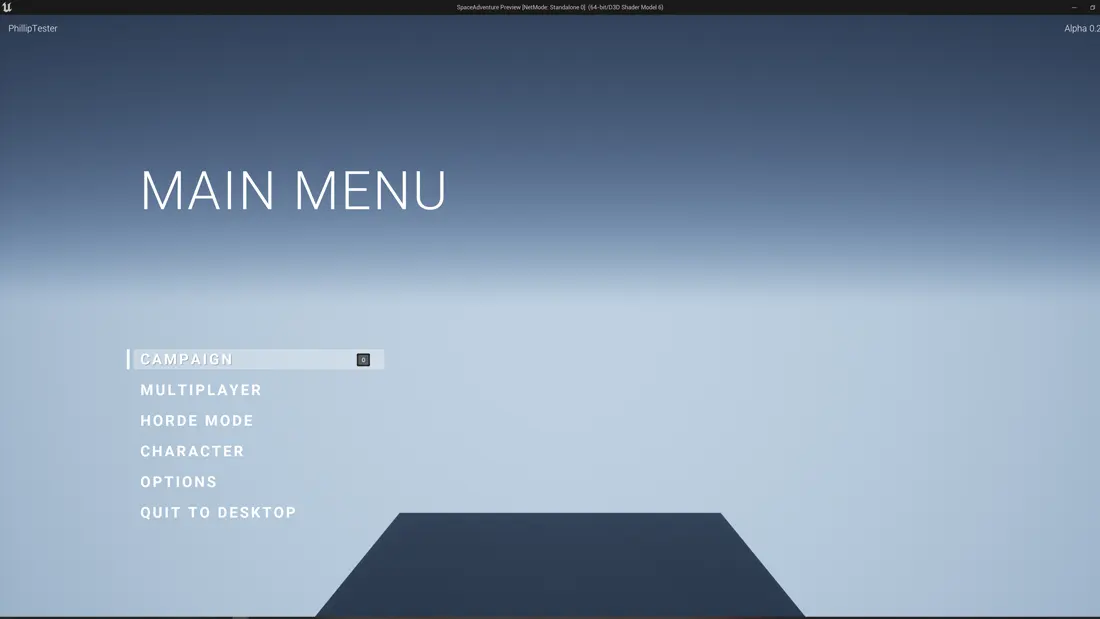 SpaceAdventure Preview [NetMode: Standalone 0] (64-bit/D3D Shader Model 6)
PhillipTester
Alpha 0.2
MAIN MENU
CAMPAIGN
MULTIPLAYER
HORDE MODE
CHARACTER
OPTIONS
QUIT TO DESKTOP